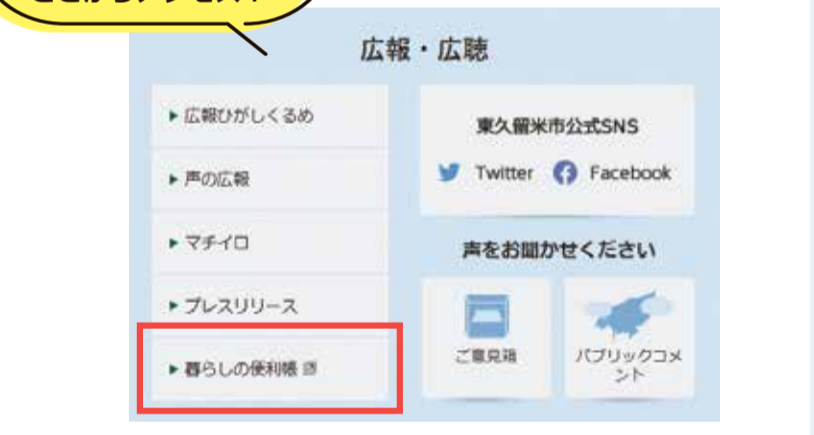 広報・広聴
広報ひがしくるめ
声の広報
マチイロ
プレスリリース
暮らしの便利帳
東久留米市公式SNS
Twitter Facebook
声をお聞かせください
ご意見箱
パブリックコメ
ント